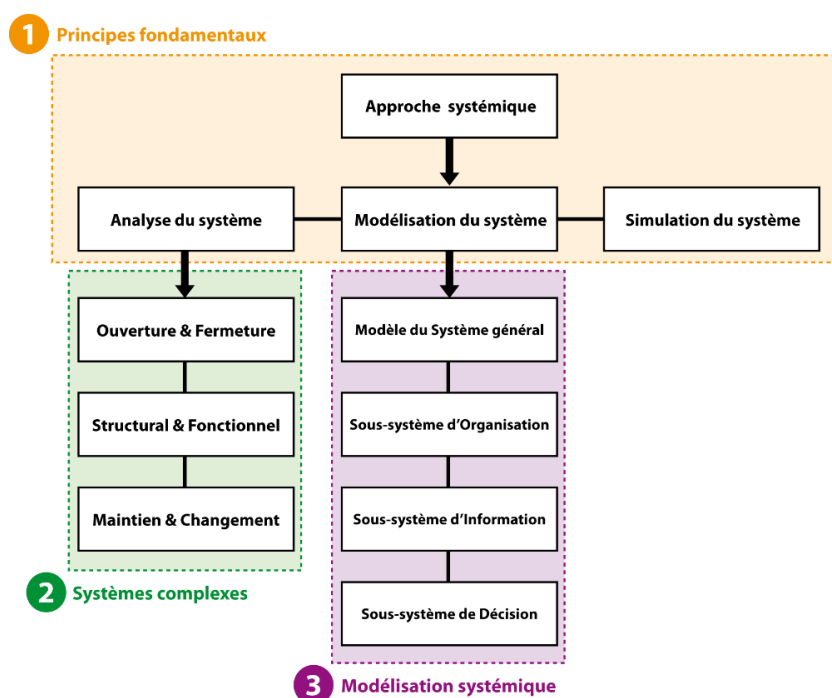 1 Principes fondamentaux
Approche systémique
Analyse du système
Modélisation du système
Simulation du système
Ouverture & Fermeture
Structural & Fonctionnel
Maintien & Changement
2 Systèmes complexes
Modèle du Système général
Sous-système d'Organisation
Sous-système d'Information
Sous-système de Décision
3 Modélisation systémique